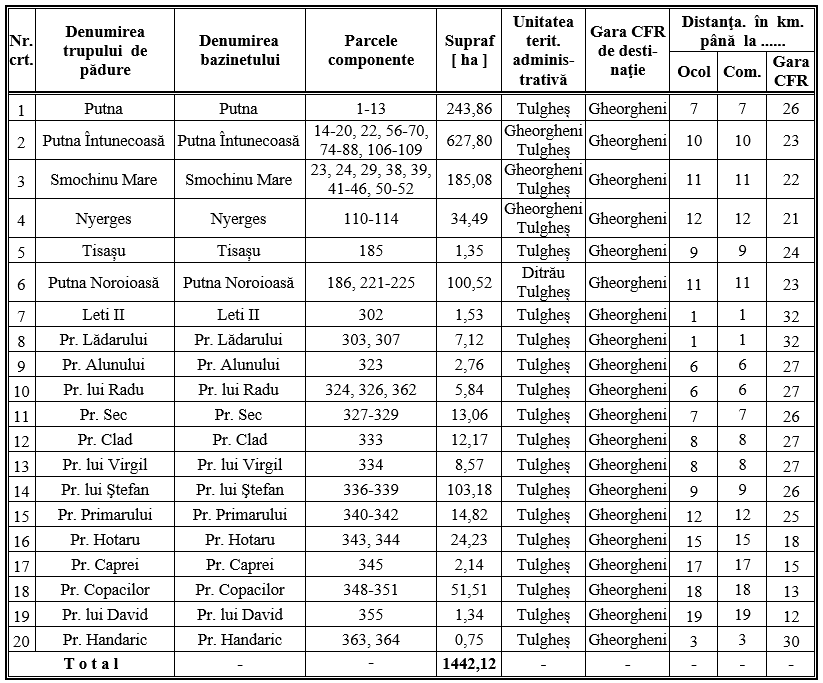 Nr. crt. Denumirea trupului de pădure Denumirea bazinetului Parcele componente Supraf [ ha ] Unitatea terit. adminis- trativă Gara CFR de desti- nație Distanţa. în km. până la ...... Ocol Com. Gara CFR
1 Putna Putna 1-13 243,86 Tulgheș Gheorgheni 7 7 26
2 Putna Întunecoasă Putna Întunecoasă 14-20, 22, 56-70, 74-88, 106-109 627,80 Gheorgheni Tulgheș Gheorgheni 10 10 23
3 Smochinu Mare Smochinu Mare 23, 24, 29, 38, 39, 41-46, 50-52 185,08 Gheorgheni Tulgheș Gheorgheni 11 11 22
4 Nyerges Nyerges 110-114 34,49 Gheorgheni Tulgheș Gheorgheni 12 12 21
5 Tisașu Tisașu 185 1,35 Tulgheș Gheorgheni 9 9 24
6 Putna Noroioasă Putna Noroioasă 186, 221-225 100,52 Ditrău Tulgheș Gheorgheni 11 11 23
7 Leti II Leti II 302 1,53 Tulgheș Gheorgheni 1 1 32
8 Pr. Lădarului Pr. Lădarului 303, 307 7,12 Tulgheș Gheorgheni 1 1 32
9 Pr. Alunului Pr. Alunului 323 2,76 Tulgheș Gheorgheni 6 6 27
10 Pr. lui Radu Pr. lui Radu 324, 326, 362 5,84 Tulgheș Gheorgheni 6 6 27
11 Pr. Sec Pr. Sec 327-329 13,06 Tulgheș Gheorgheni 7 7 26
12 Pr. Clad Pr. Clad 333 12,17 Tulgheș Gheorgheni 8 8 27
13 Pr. lui Virgil Pr. lui Virgil 334 8,57 Tulgheș Gheorgheni 8 8 27
14 Pr. lui Ştefan Pr. lui Ştefan 336-339 103,18 Tulgheș Gheorgheni 9 9 26
15 Pr. Primarului Pr. Primarului 340-342 14,82 Tulgheș Gheorgheni 12 12 25
16 Pr. Hotaru Pr. Hotaru 343, 344 24,23 Tulgheș Gheorgheni 15 15 18
17 Pr. Caprei Pr. Caprei 345 2,14 Tulgheș Gheorgheni 17 17 15
18 Pr. Copacilor Pr. Copacilor 348-351 51,51 Tulgheș Gheorgheni 18 18 13
19 Pr. lui David Pr. lui David 355 1,34 Tulgheș Gheorgheni 19 19 12
20 Pr. Handaric Pr. Handaric 363, 364 0,75 Tulgheș Gheorgheni 3 3 30
T o t a l - - 1442,12 - - - - -